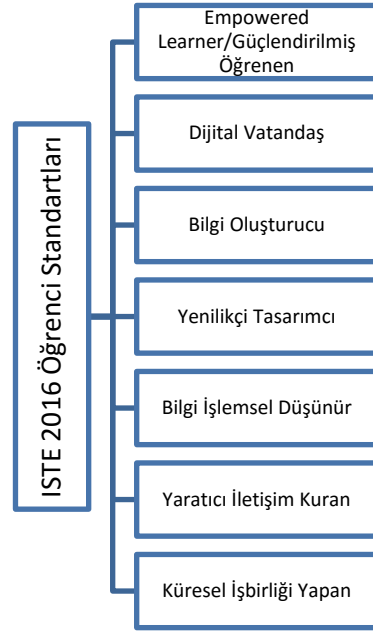 ISTE 2016 Öğrenci Standartları
Empowered
Learner/Güçlendirilmiş
Öğrenen
Dijital Vatandaş
Bilgi Oluşturucu
Yenilikçi Tasarımcı
Bilgi İşlemsel Düşünür
Yaratıcı İletişim Kuran
Küresel İşbirliği Yapan